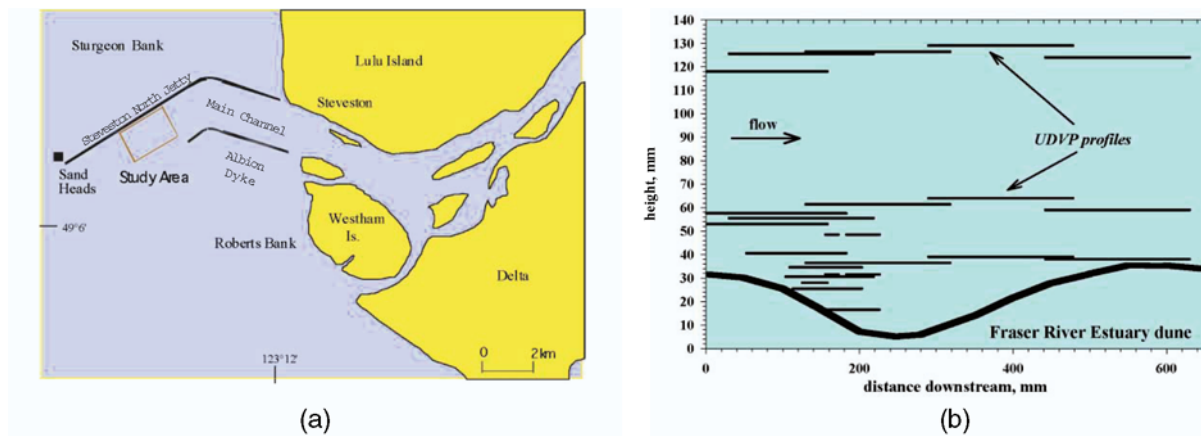 Sturgeon Bank
Lulu Island
Steveston North Jetty
Steveston
Main Channel
Sand
Heads
Study Area
Albion
Dyke
Westham
Is.
49°6'
Roberts Bank
Delta
123°12'
0 2km
(a)
140
130
120
110
100
90
80
70
60
50
40
30
20
10
0
height, mm
flow
UDVP profiles
Fraser River Estuary dune
0 200 400 600
distance downstream, mm
(b)